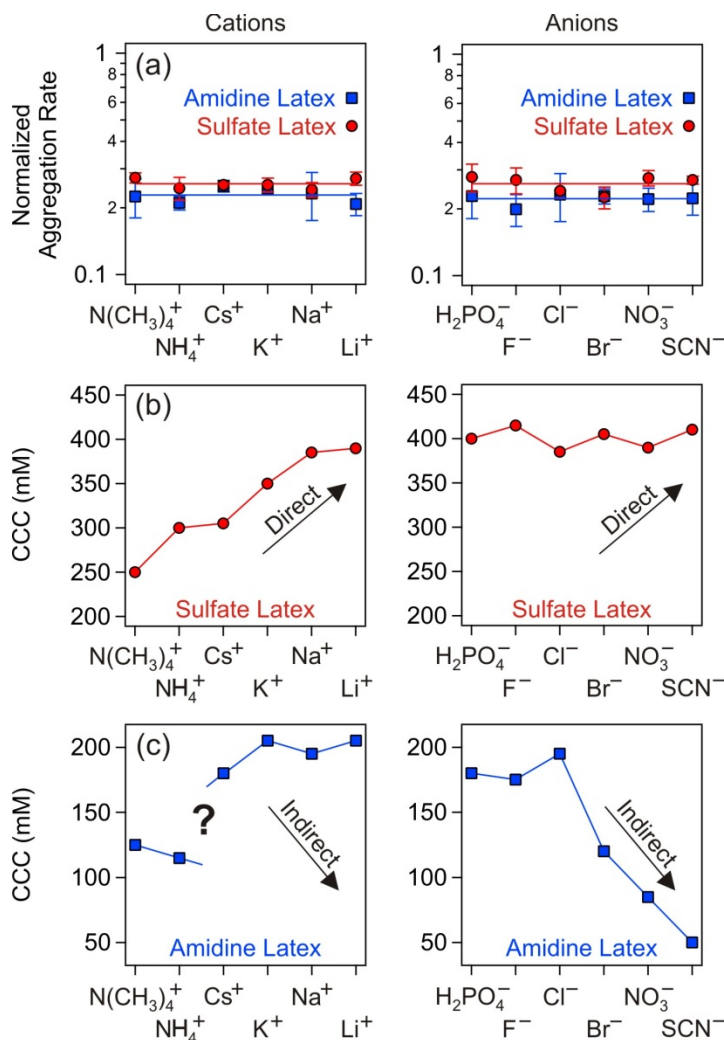 Cations
Anions
(a)
Normalized
Aggregation Rate
1
8
6
4
2
0.2
0.1
Amidine Latex
Sulfate Latex
N(CH₃)₄⁺
NH₄⁺
Cs⁺
K⁺
Na⁺
Li⁺
1
8
6
4
0.2
0.1
Amidine Latex
Sulfate Latex
H₂PO₄⁻
F⁻
Cl⁻
Br⁻
NO₃⁻
SCN⁻
(b)
CCC (mM)
450
400
350
300
250
200
Direct
Sulfate Latex
N(CH₃)₄⁺
NH₄⁺
Cs⁺
K⁺
Na⁺
Li⁺
450
400
350
300
250
200
Direct
Sulfate Latex
H₂PO₄⁻
F⁻
Cl⁻
Br⁻
NO₃⁻
SCN⁻
(c)
CCC (mM)
200
150
100
50
?
Indirect
Amidine Latex
N(CH₃)₄⁺
NH₄⁺
Cs⁺
K⁺
Na⁺
Li⁺
200
150
100
50
Indirect
Amidine Latex
H₂PO₄⁻
F⁻
Cl⁻
Br⁻
NO₃⁻
SCN⁻